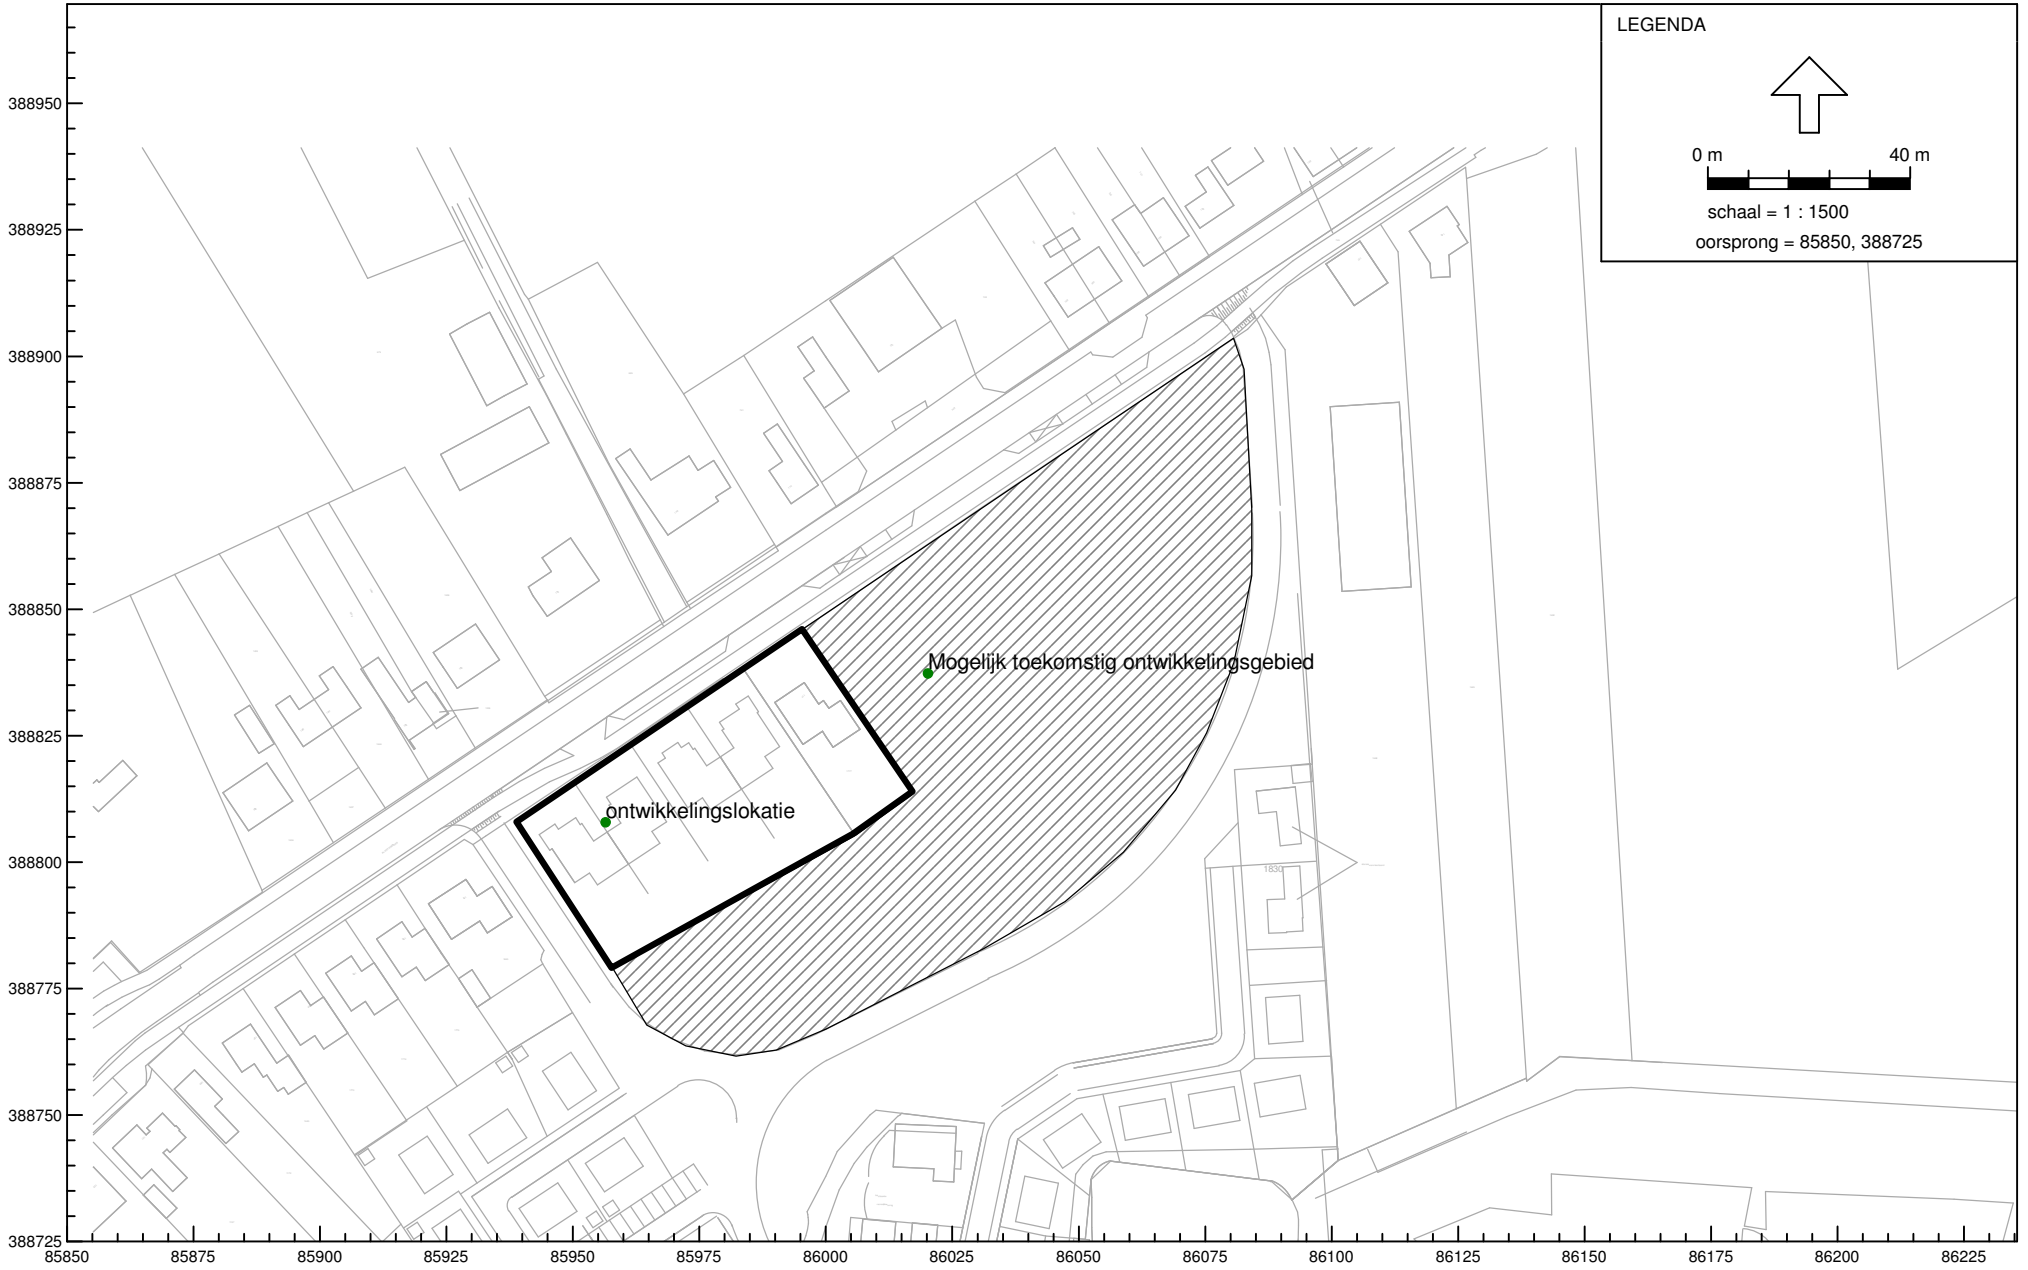 LEGENDA
0 m 40 m
schaal = 1 : 1500
oorsprong = 85850, 388725
388950
388925
388900
388875
388850
388825
388800
388775
388750
388725
Mogelijk toekomstig ontwikkelingsgebied
ontwikkelingslokatie
1830
85850 85875 85900 85925 85950 85975 86000 86025 86050 86075 86100 86125 86150 86175 86200 86225